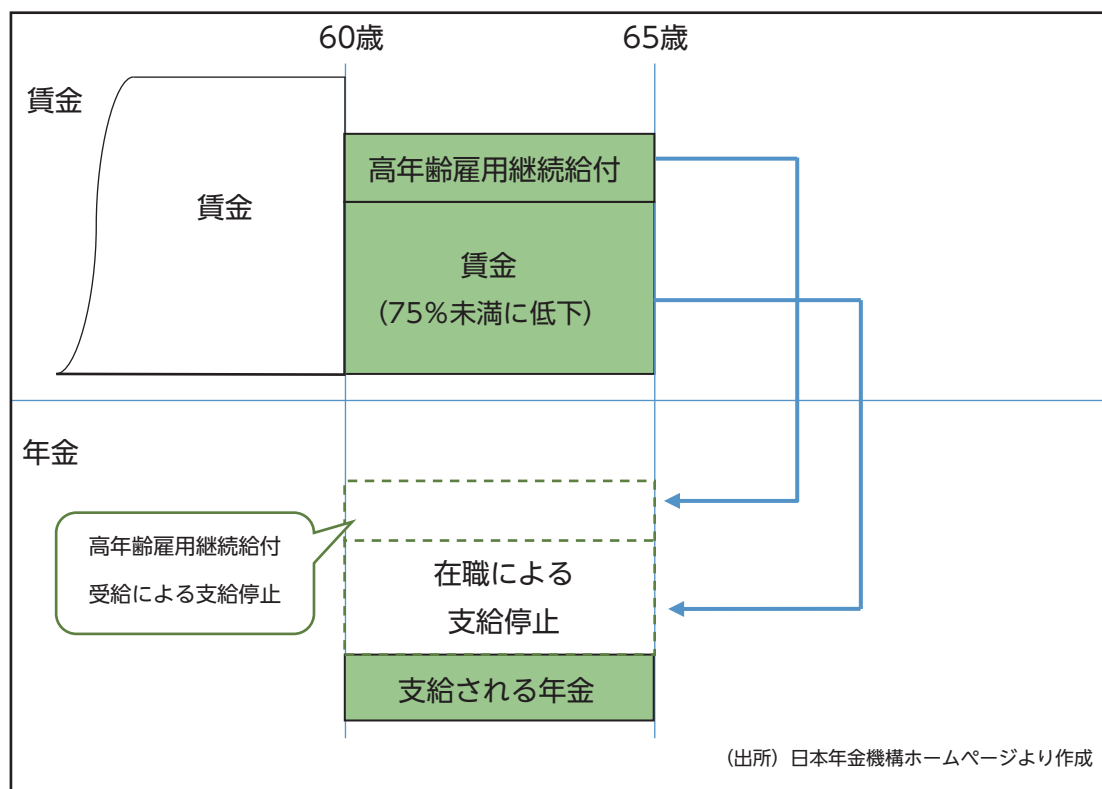 60歳
65歳
賃金
賃金
高年齢雇用継続給付
賃金
(75%未満に低下)
年金
高年齢雇用継続給付
受給による支給停止
在職による
支給停止
支給される年金
(出所)日本年金機構ホームページより作成